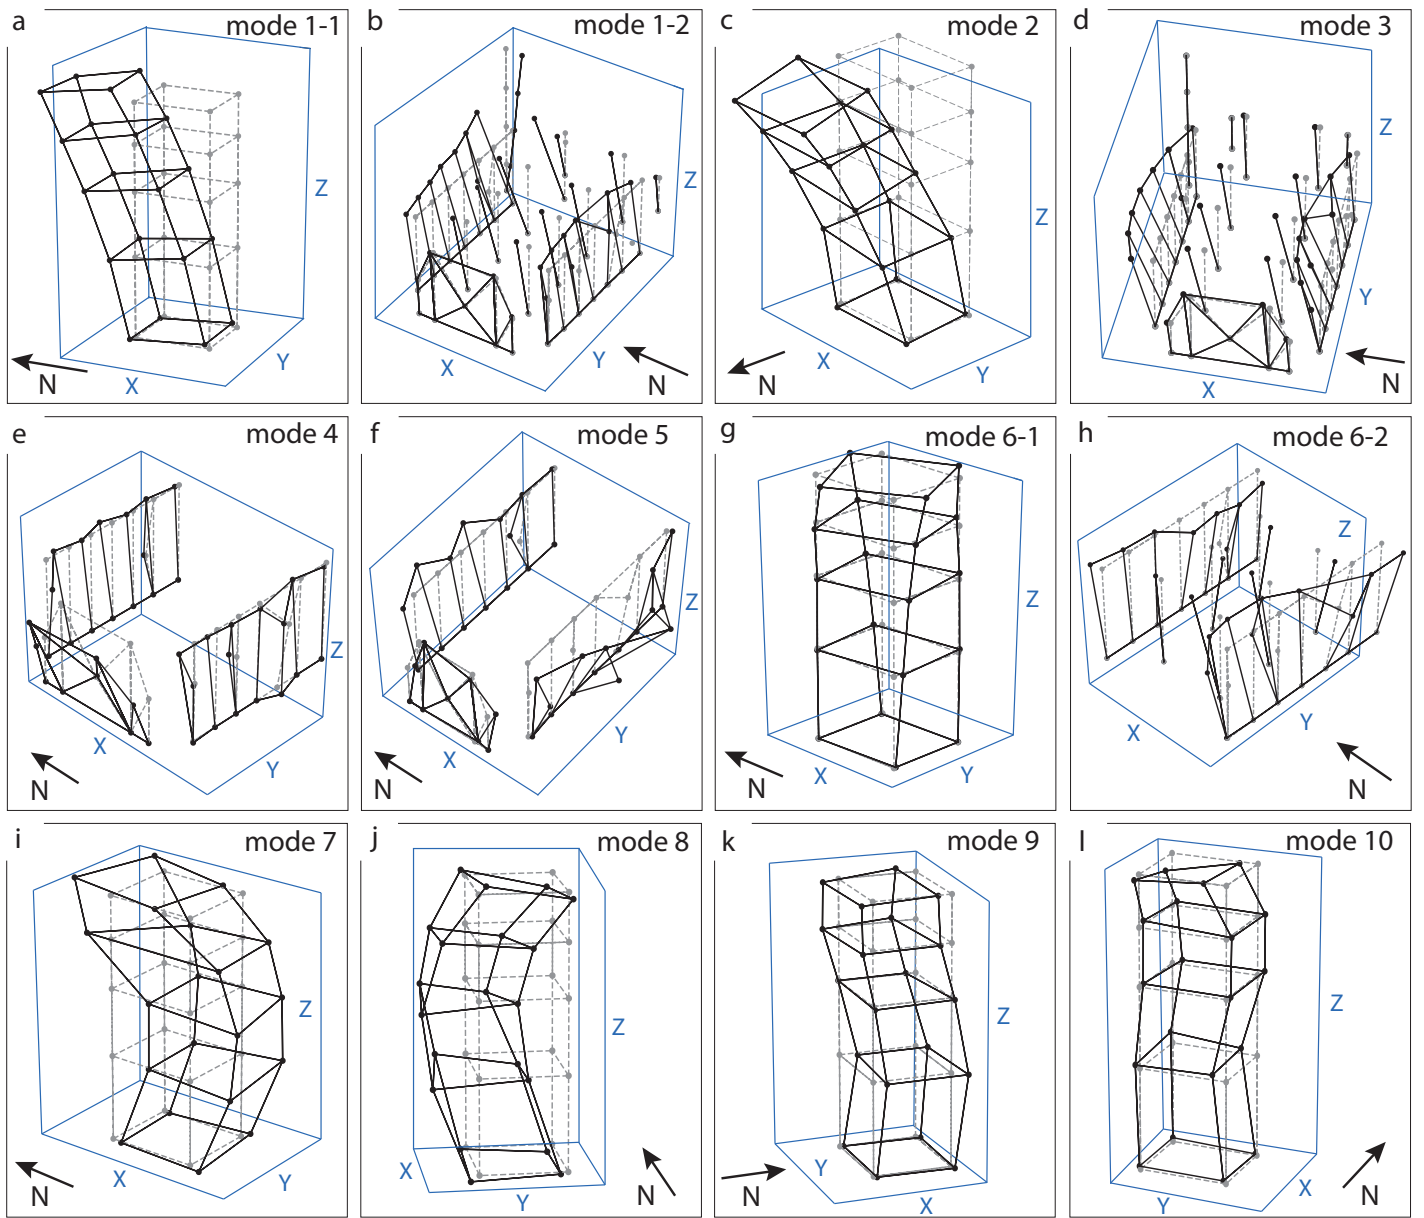 a mode 1-1
Z
N X Y
b mode 1-2
Z
X Y N
c mode 2
Z
N X Y
d mode 3
Z
Y
X N
e mode 4
Z
N X Y
f mode 5
Z
N X Y
g mode 6-1
Z
N X Y
h mode 6-2
Z
X Y N
i mode 7
Z
N X Y
j mode 8
Z
X Y N
k mode 9
Z
N Y X
l mode 10
Z
Y X N